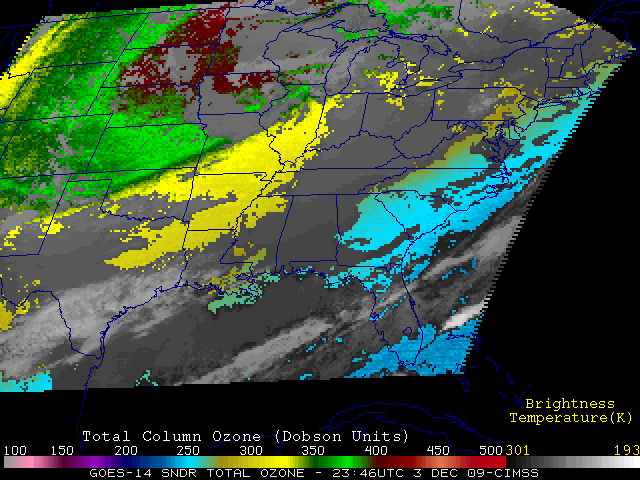 Brightness
Temperature(K)
Total Column Ozone (Dobson Units)
100 150 200 250 300 350 400 450 500 301 193
GOES-14 SNDR TOTAL OZONE - 23:46UTC 3 DEC 09-CIMSS